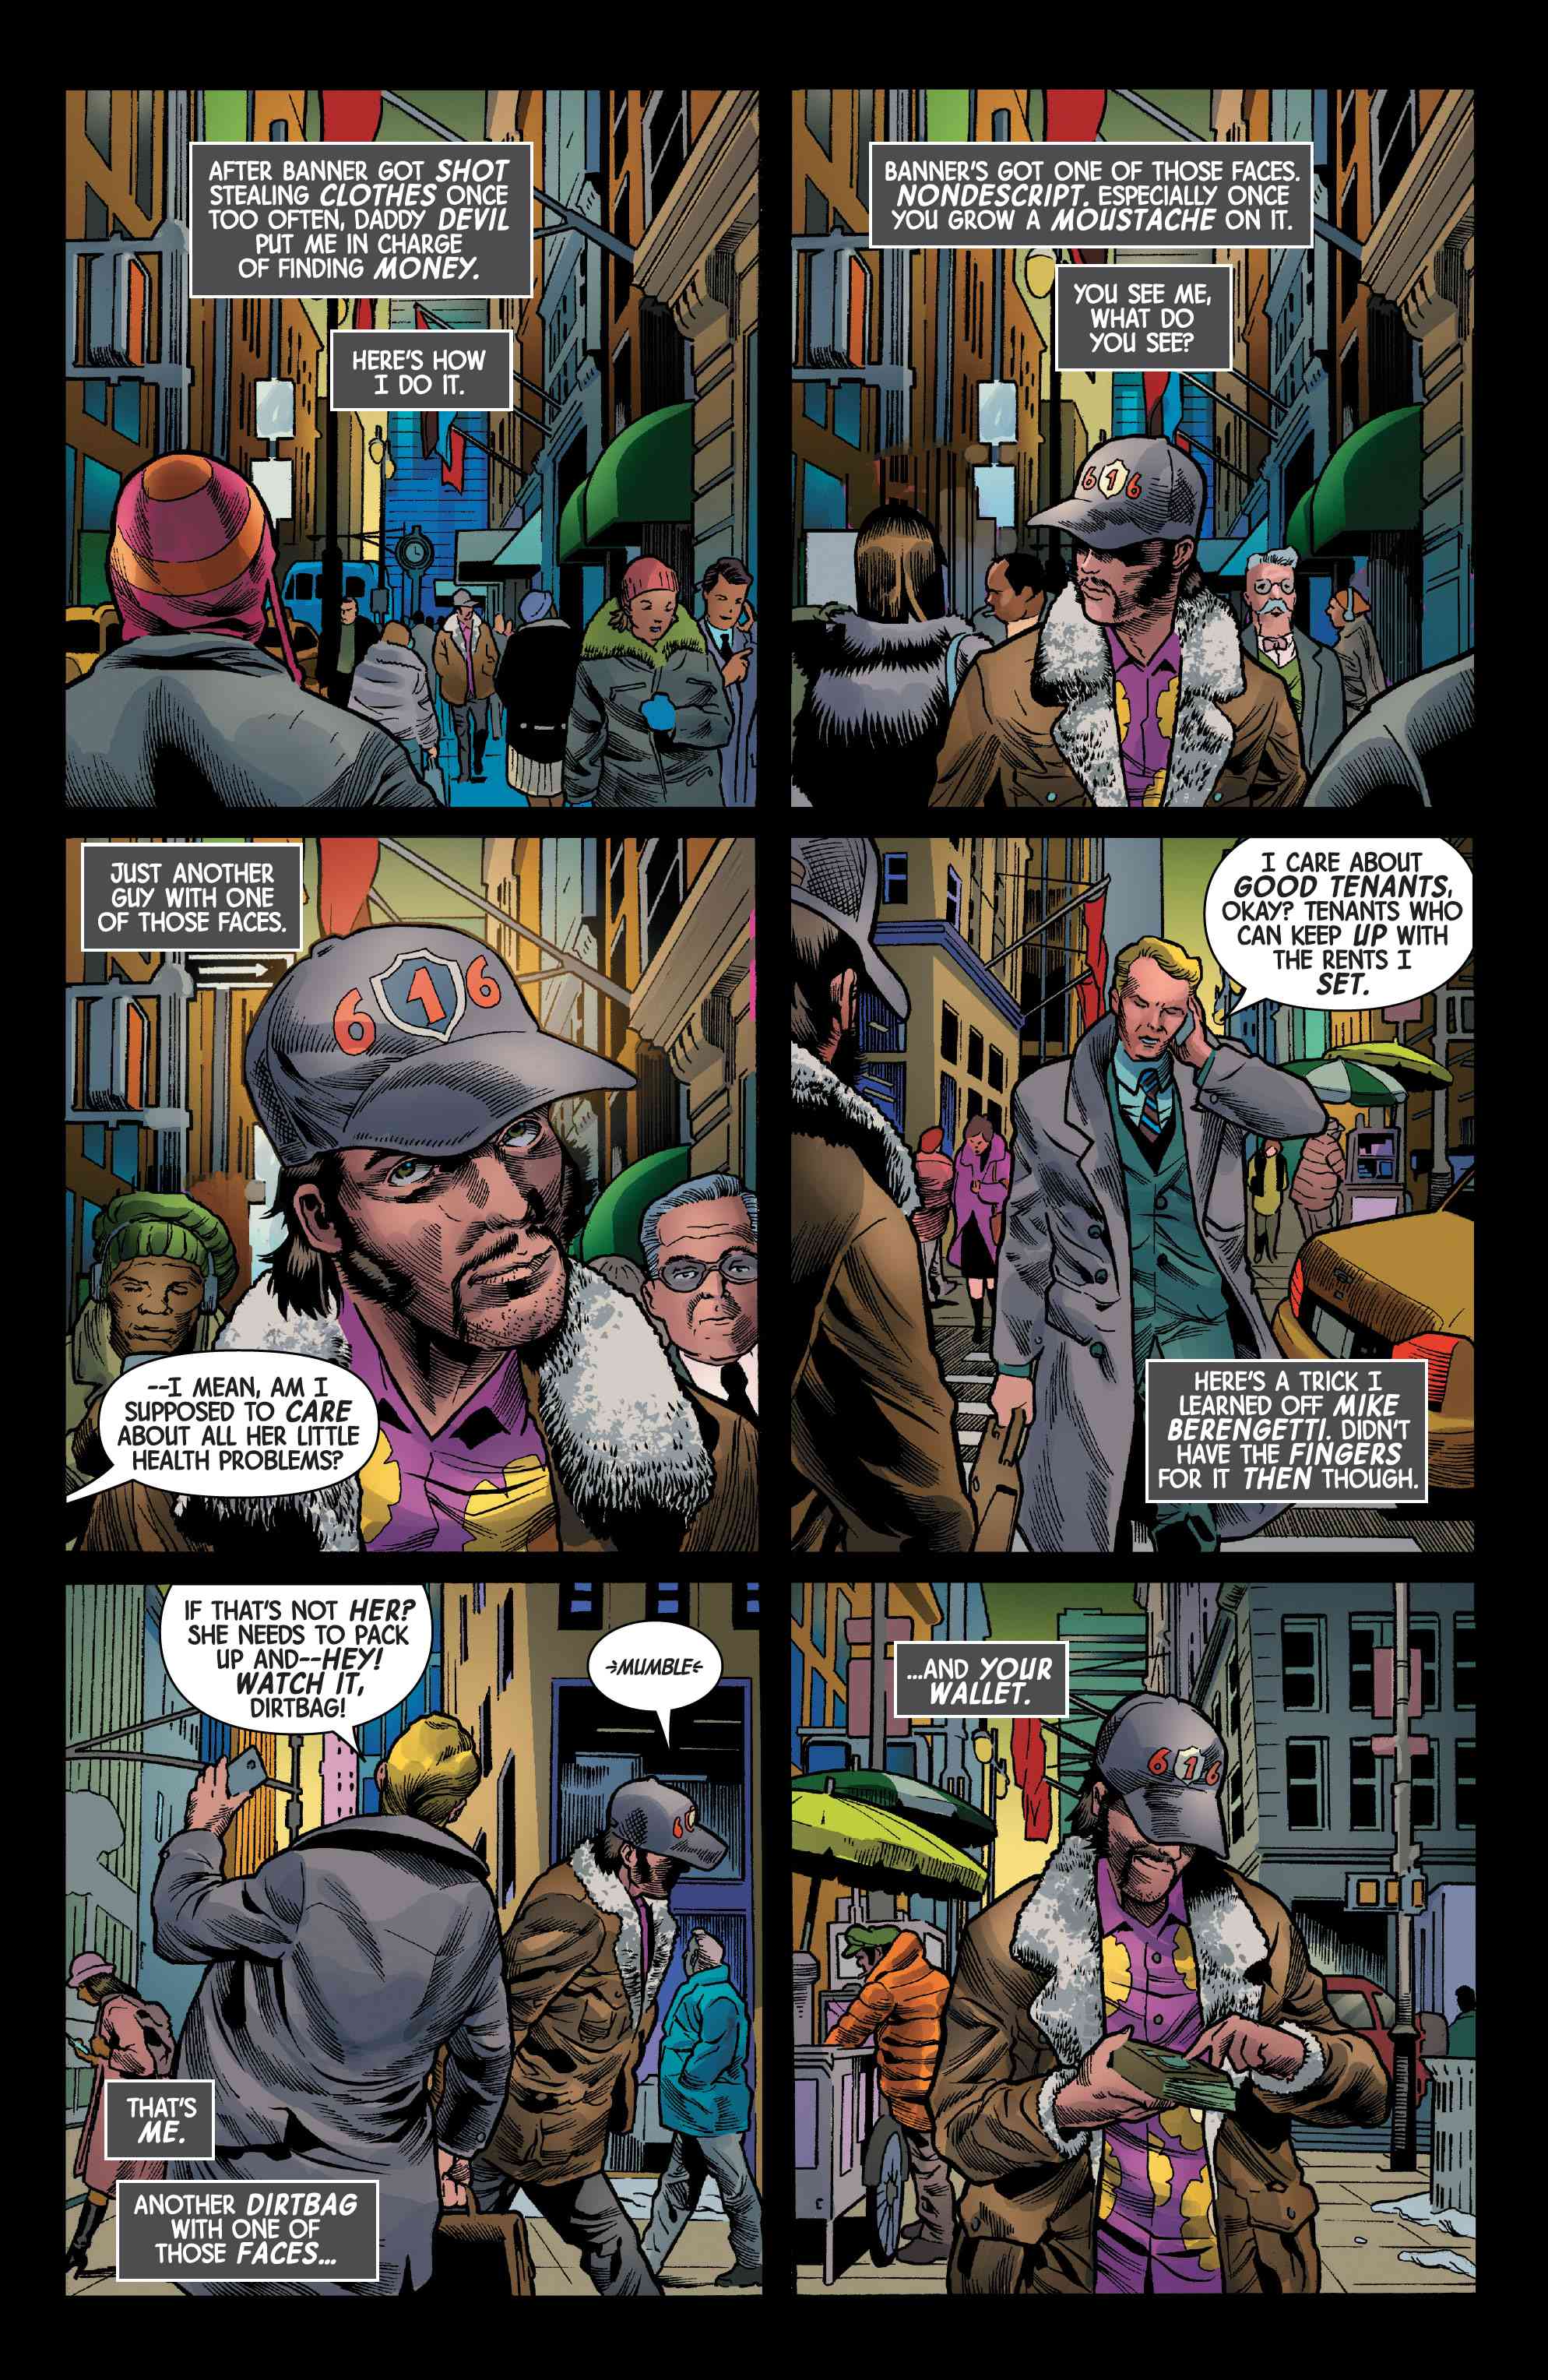 AFTER BANNER GOT SHOT
STEALING CLOTHES ONCE
TOO OFTEN, DADDY DEVIL
PUT ME IN CHARGE
OF FINDING MONEY.
HERE'S HOW
I DO IT.
BANNER'S GOT ONE OF THOSE FACES.
NONDESCRIPT. ESPECIALLY ONCE
YOU GROW A MOUSTACHE ON IT.
YOU SEE ME,
WHAT DO
YOU SEE?
616
JUST ANOTHER
GUY WITH ONE
OF THOSE FACES.
616
--I MEAN, AM I
SUPPOSED TO CARE
ABOUT ALL HER LITTLE
HEALTH PROBLEMS?
I CARE ABOUT
GOOD TENANTS,
OKAY? TENANTS WHO
CAN KEEP UP WITH
THE RENTS I
SET.
HERE'S A TRICK I
LEARNED OFF MIKE
BERENGETTI. DIDN'T
HAVE THE FINGERS
FOR IT THEN THOUGH.
IF THAT'S NOT HER?
SHE NEEDS TO PACK
UP AND--HEY!
WATCH IT,
DIRTBAG!
MUMBLE
6
THAT'S
ME.
ANOTHER DIRTBAG
WITH ONE OF
THOSE FACES...
...AND YOUR
WALLET.
616